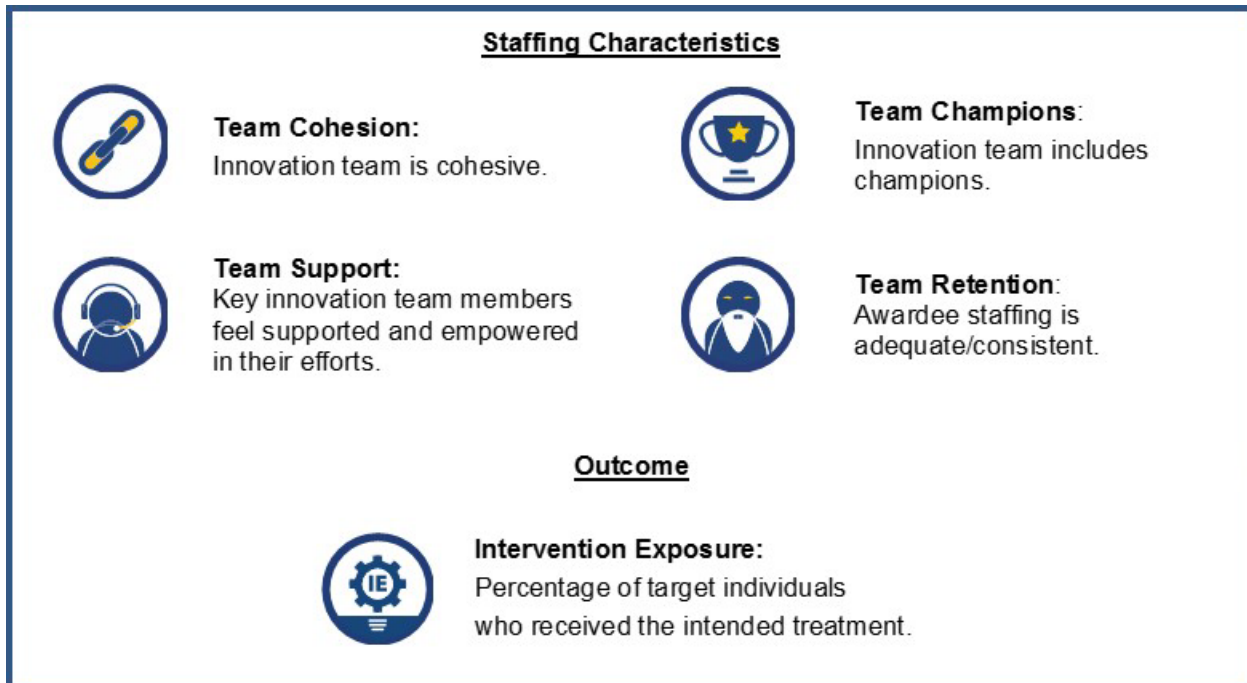 Staffing Characteristics
Team Cohesion:
Innovation team is cohesive.
Team Champions:
Innovation team includes
champions.
Team Support:
Key innovation team members
feel supported and empowered
in their efforts.
Team Retention:
Awardee staffing is
adequate/consistent.
Outcome
IE
Intervention Exposure:
Percentage of target individuals
who received the intended treatment.